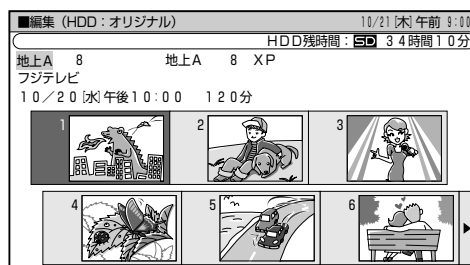 ■編集（HDD：オリジナル） 10/21[木]午前 9:00
HDD残時間：SD 34時間10分
地上A 8 地上A 8 XP
フジテレビ
10／20[水]午後10:00 120分
1 2 3
4 5 6